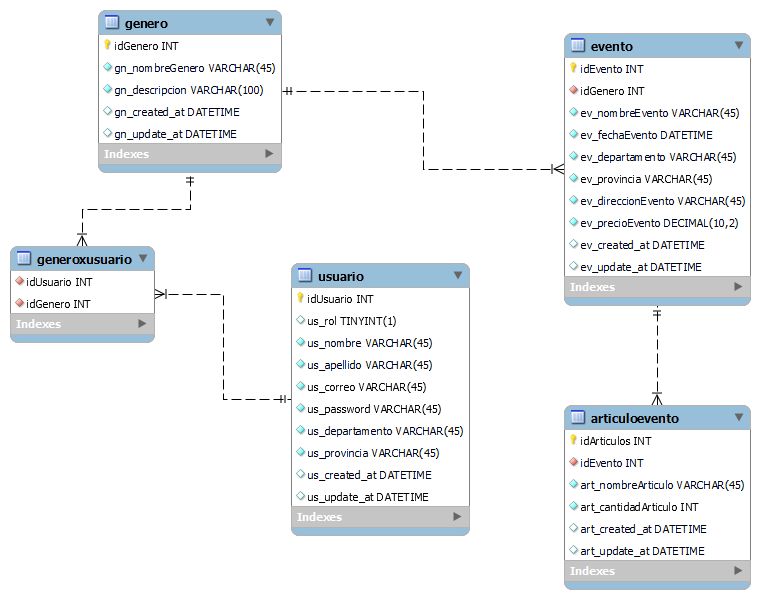 genero
idGenero INT
gn_nombreGenero VARCHAR(45)
gn_descripcion VARCHAR(100)
gn_created_at DATETIME
gn_update_at DATETIME
Indexes
evento
idEvento INT
idGenero INT
ev_nombreEvento VARCHAR(45)
ev_fechaEvento DATETIME
ev_departamento VARCHAR(45)
ev_provincia VARCHAR(45)
ev_direccionEvento VARCHAR(45)
ev_precioEvento DECIMAL(10,2)
ev_created_at DATETIME
ev_update_at DATETIME
Indexes
generoxusuario
idUsuario INT
idGenero INT
Indexes
usuario
idUsuario INT
us_rol TINYINT(1)
us_nombre VARCHAR(45)
us_apellido VARCHAR(45)
us_correo VARCHAR(45)
us_password VARCHAR(45)
us_departamento VARCHAR(45)
us_provincia VARCHAR(45)
us_created_at DATETIME
us_update_at DATETIME
Indexes
articuloevento
idArticulos INT
idEvento INT
art_nombreArticulo VARCHAR(45)
art_cantidadArticulo INT
art_created_at DATETIME
art_update_at DATETIME
Indexes